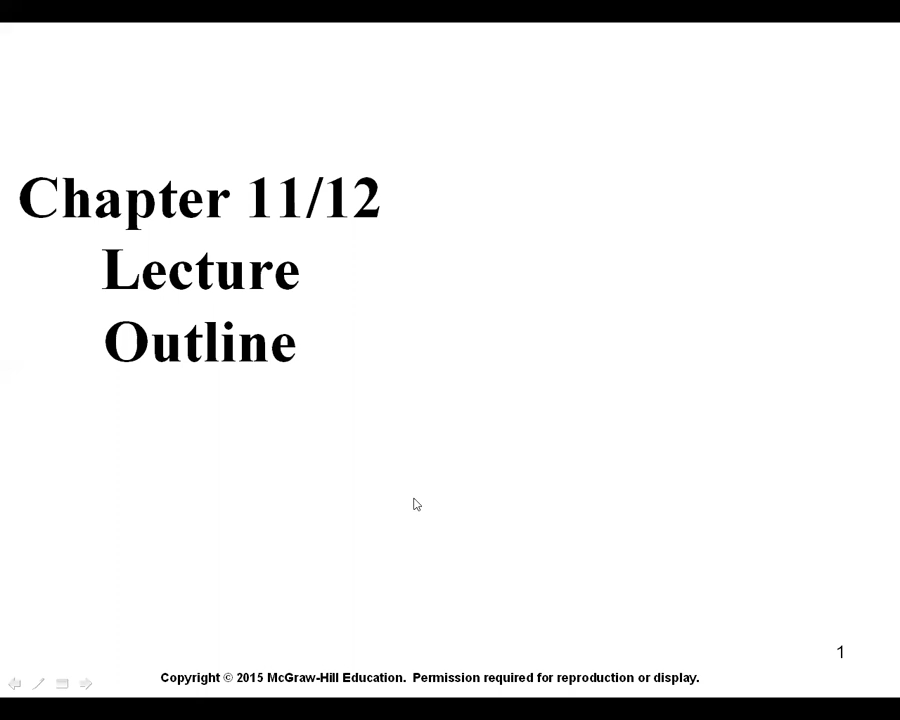 Chapter 11/12
Lecture
Outline
1
Copyright © 2015 McGraw-Hill Education. Permission required for reproduction or display.